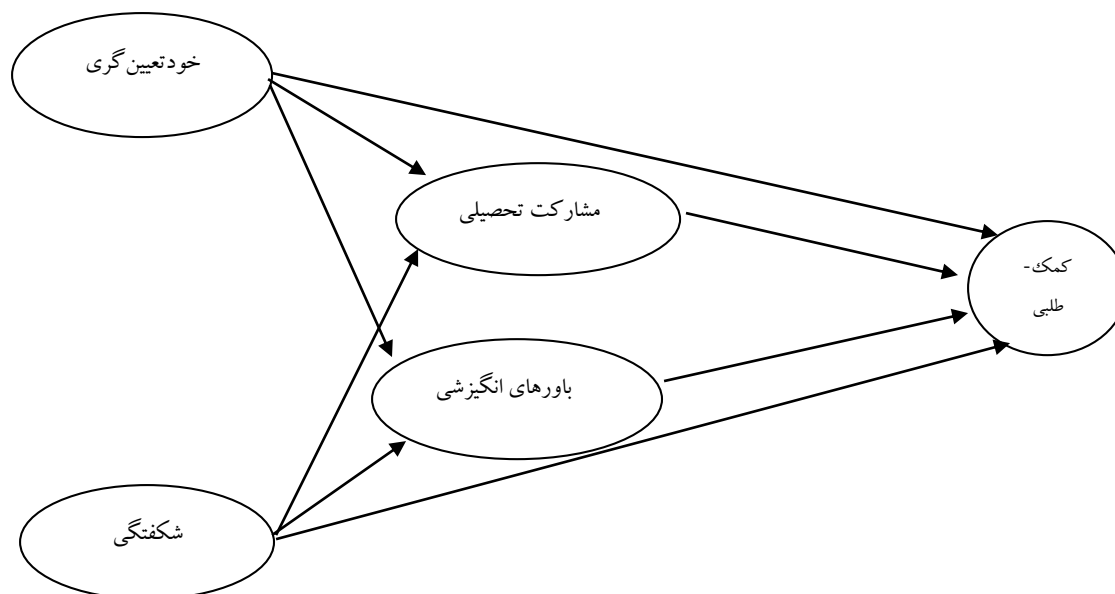 خودتعیین‌گری
مشارکت تحصیلی
کمک-
طلبی
باورهای انگیزشی
شکفتگی